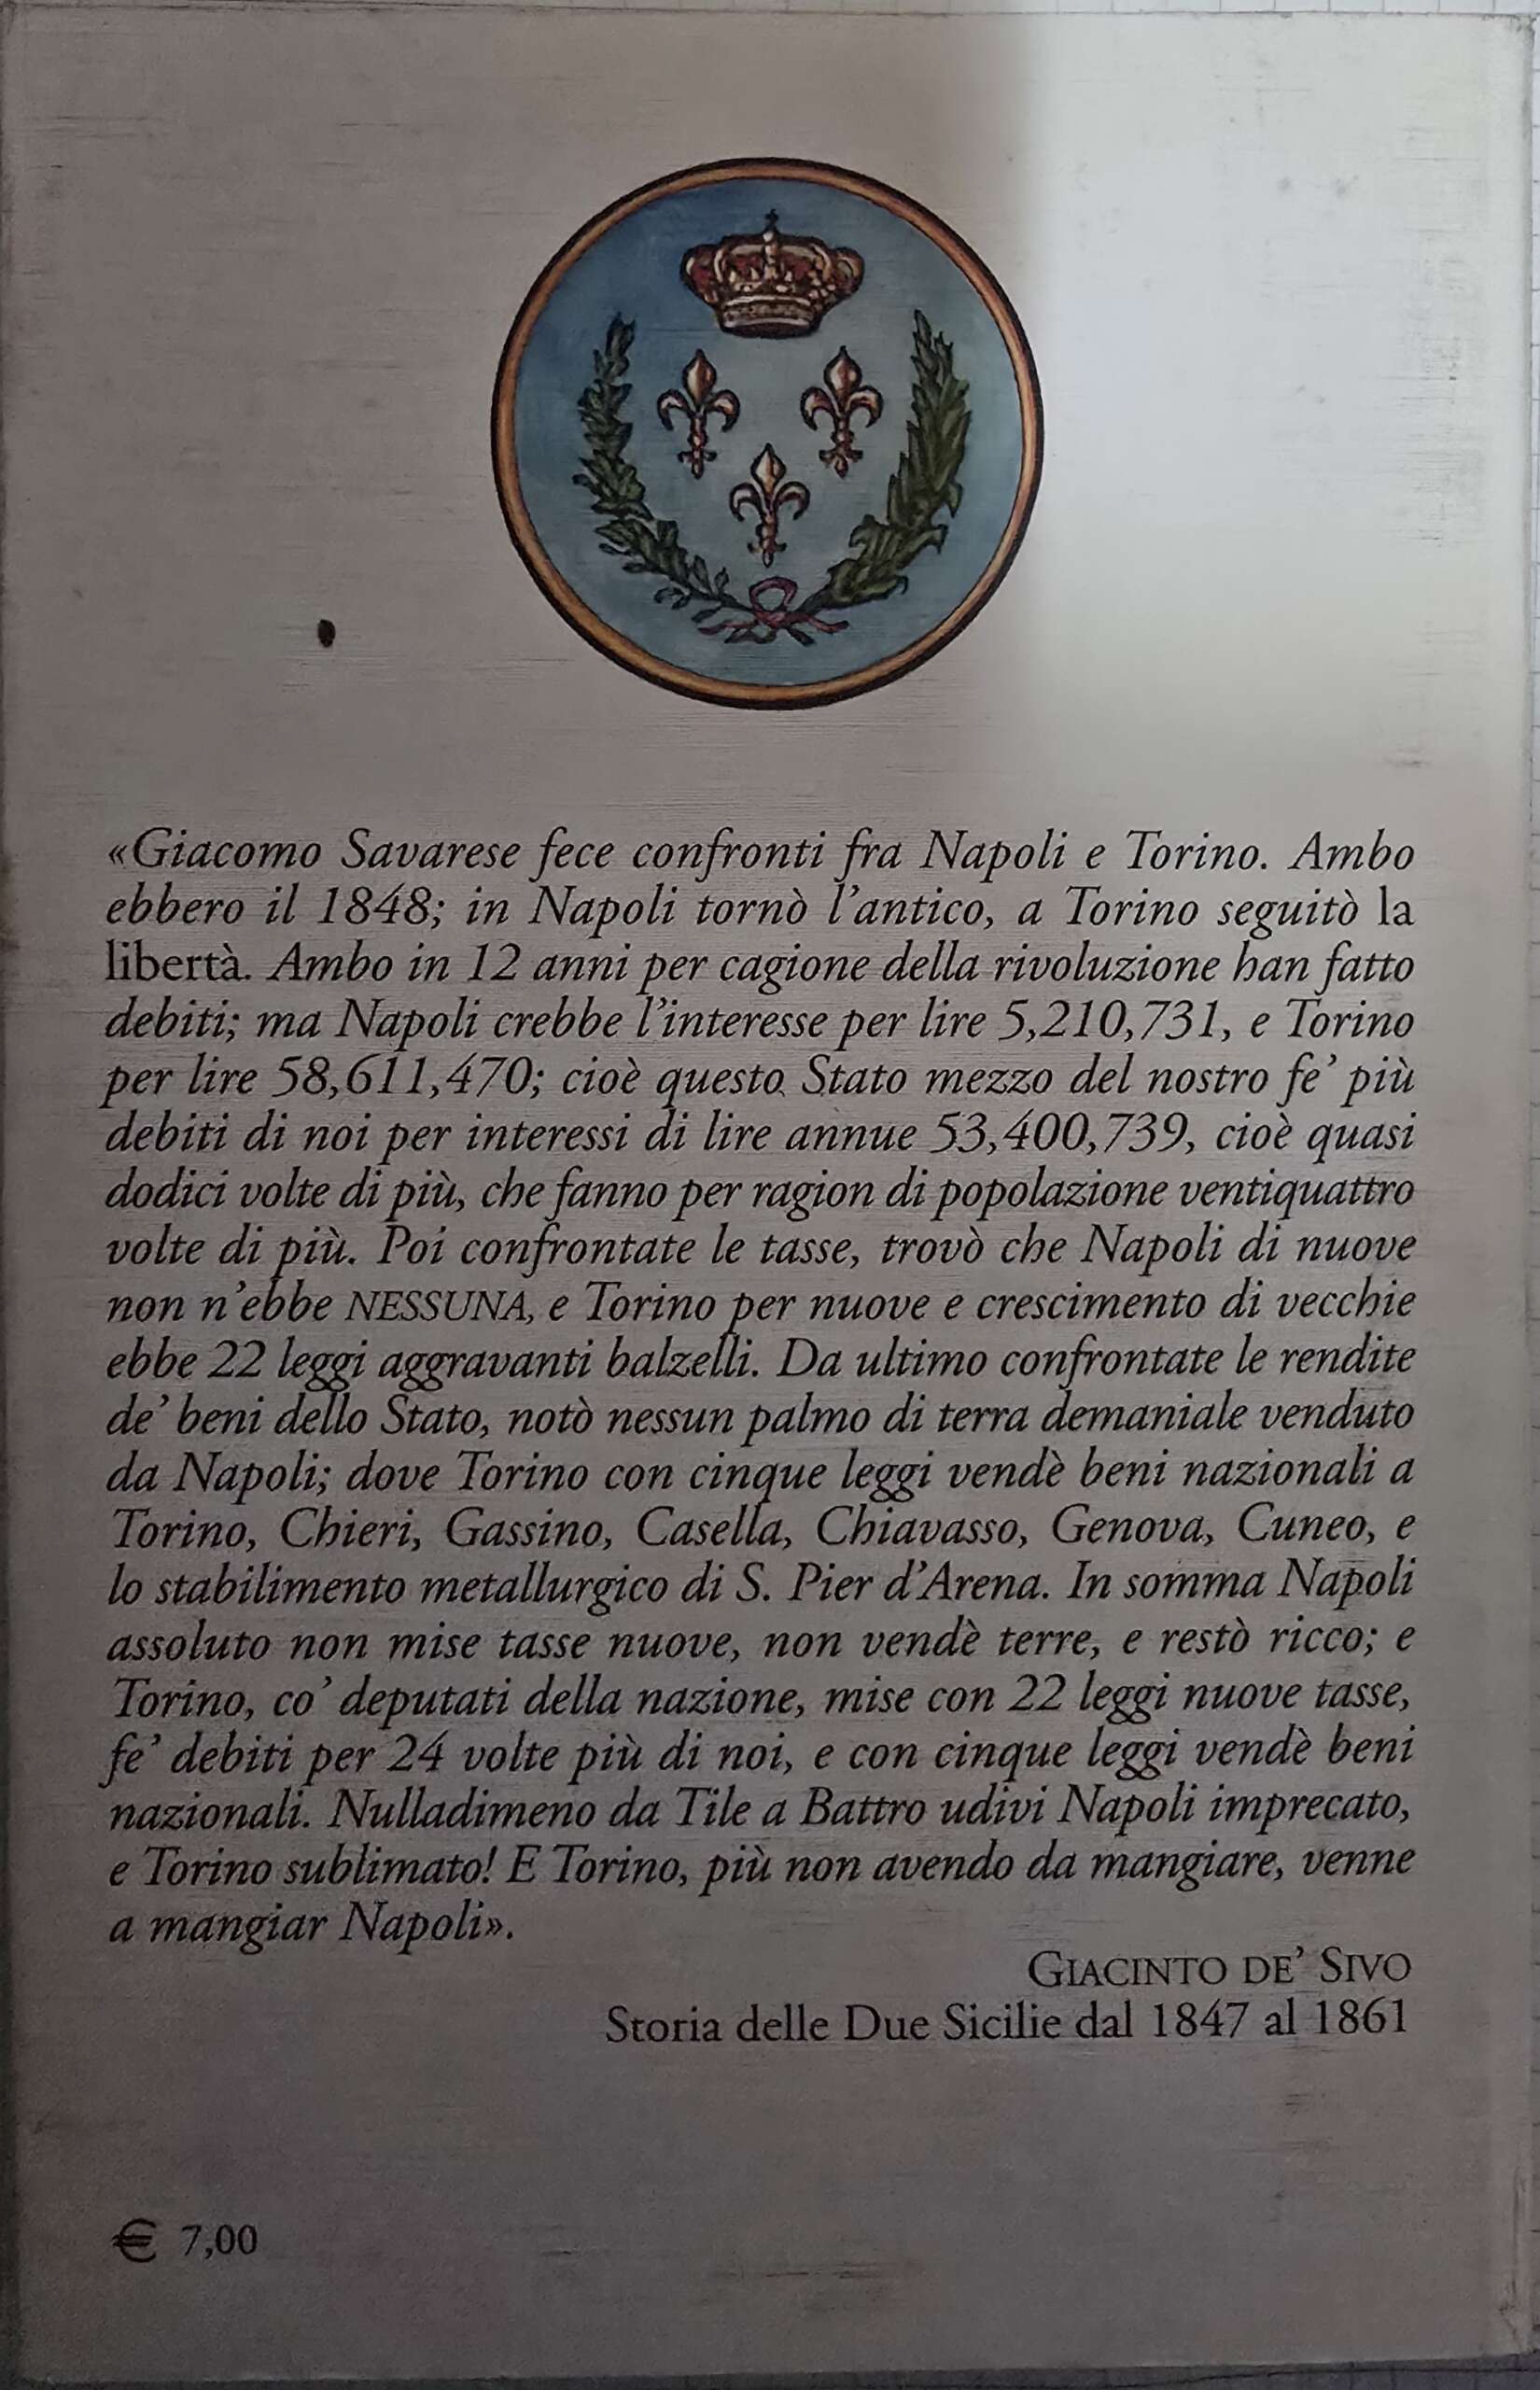 «Giacomo Savarese fece confronti fra Napoli e Torino. Ambo
ebbero il 1848; in Napoli tornò l'antico, a Torino seguitò la
libertà. Ambo in 12 anni per cagione della rivoluzione han fatto
debiti; ma Napoli crebbe l'interesse per lire 5,210,731, e Torino
per lire 58,611,470; cioè questo Stato mezzo del nostro fe' più
debiti di noi per interessi di lire annue 53,400,739, cioè quasi
dodici volte di più, che fanno per ragion di popolazione ventiquattro
volte di più. Poi confrontate le tasse, trovò che Napoli di nuove
non n'ebbe NESSUNA, e Torino per nuove e crescimento di vecchie
ebbe 22 leggi aggravanti balzelli. Da ultimo confrontate le rendite
de' beni dello Stato, notò nessun palmo di terra demaniale venduto
da Napoli; dove Torino con cinque leggi vendè beni nazionali a
Torino, Chieri, Gassino, Casella, Chiavasso, Genova, Cuneo, e
lo stabilimento metallurgico di S. Pier d'Arena. In somma Napoli
assoluto non mise tasse nuove, non vendè terre, e restò ricco; e
Torino, co' deputati della nazione, mise con 22 leggi nuove tasse,
fe' debiti per 24 volte più di noi, e con cinque leggi vendè beni
nazionali. Nulladimeno da Tile a Battro udivi Napoli imprecato,
e Torino sublimato! E Torino, più non avendo da mangiare, venne
a mangiar Napoli».
GIACINTO DE' SIVO
Storia delle Due Sicilie dal 1847 al 1861
€ 7,00